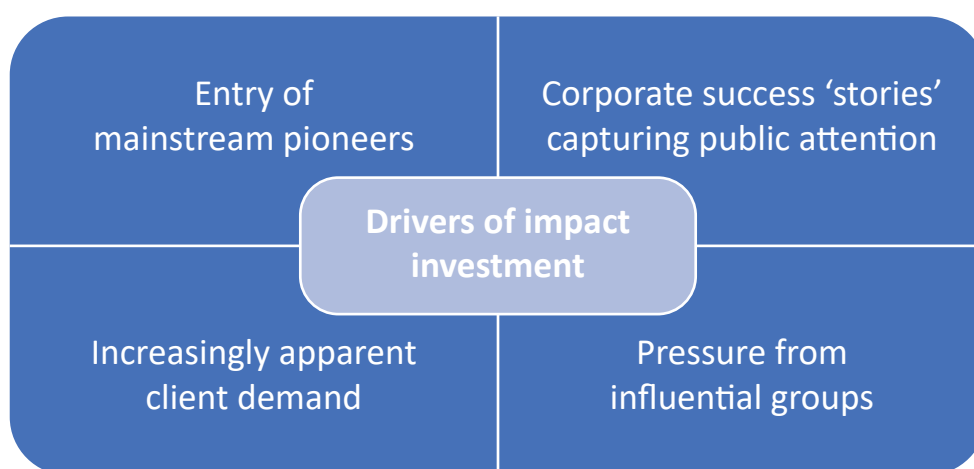 Entry of
mainstream pioneers
Corporate success ‘stories’
capturing public attention
Drivers of impact
investment
Increasingly apparent
client demand
Pressure from
influential groups